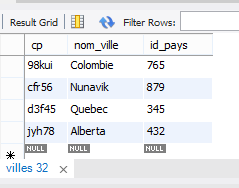 Result Grid Filter Rows:
cp nom_ville id_pays
98kui Colombie 765
cfr56 Nunavik 879
d3f45 Quebec 345
jyh78 Alberta 432
NULL NULL NULL
villes 32 ×